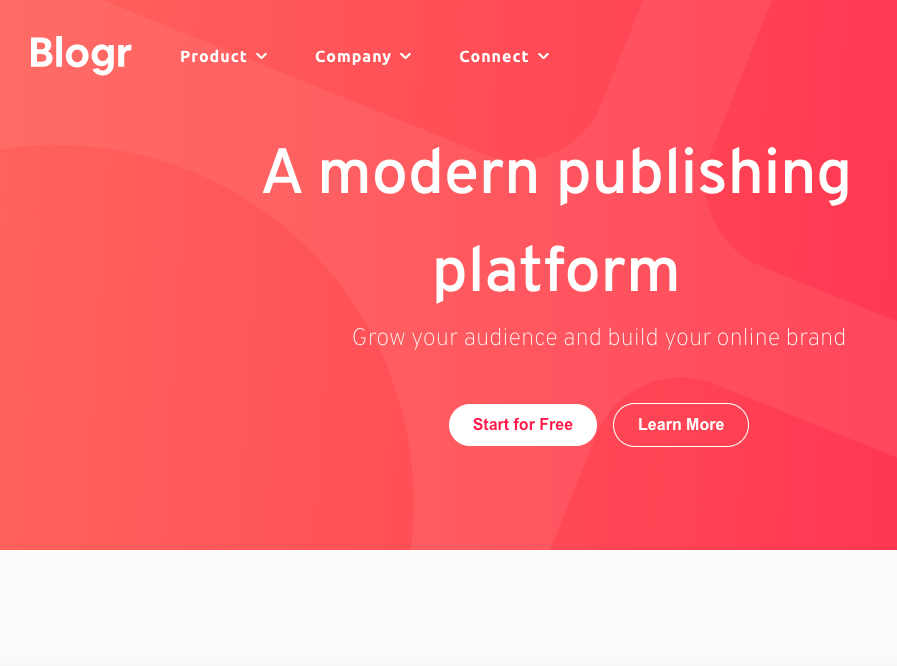 Blogr
Product
Company
Connect
A modern publishing
platform
Grow your audience and build your online brand
Start for Free
Learn More